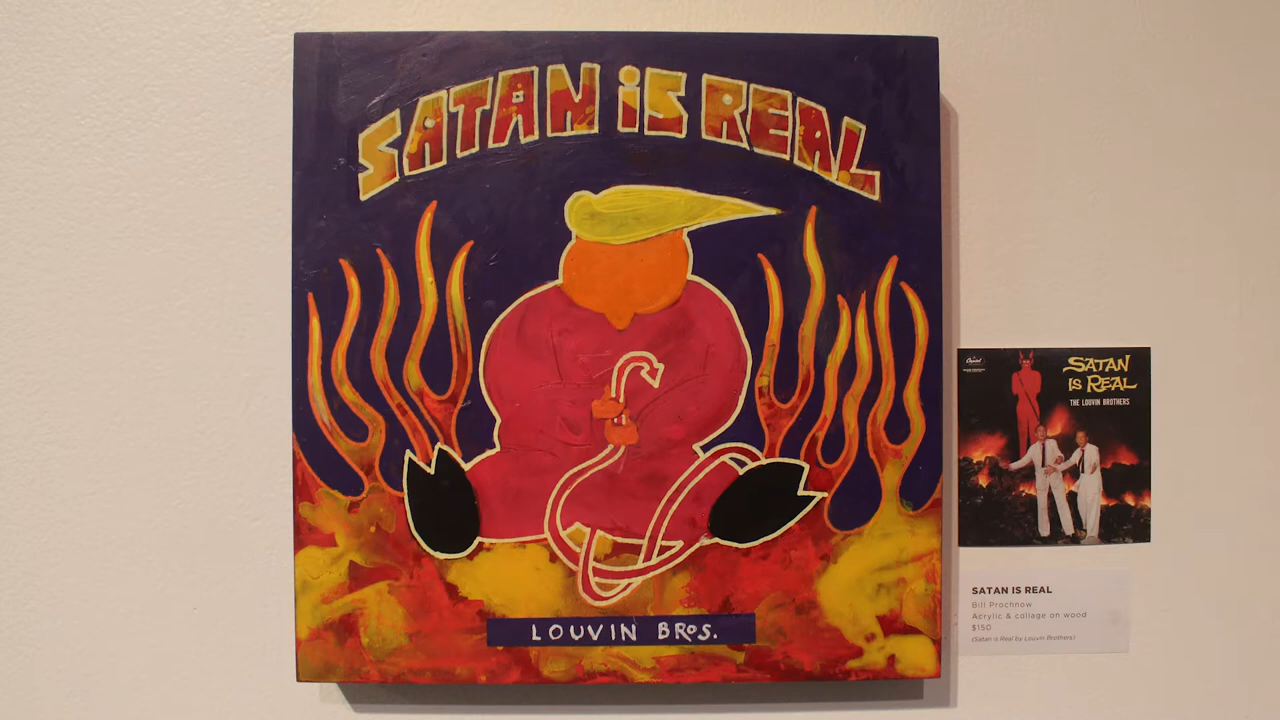 SATAN iS REAL
LOUVIN BROS.
Capitol
SATAN
IS REAL
THE LOUVIN BROTHERS
SATAN IS REAL
Bill Prochnow
Acrylic & collage on wood
$150
(Satan is Real by Louvin Brothers)